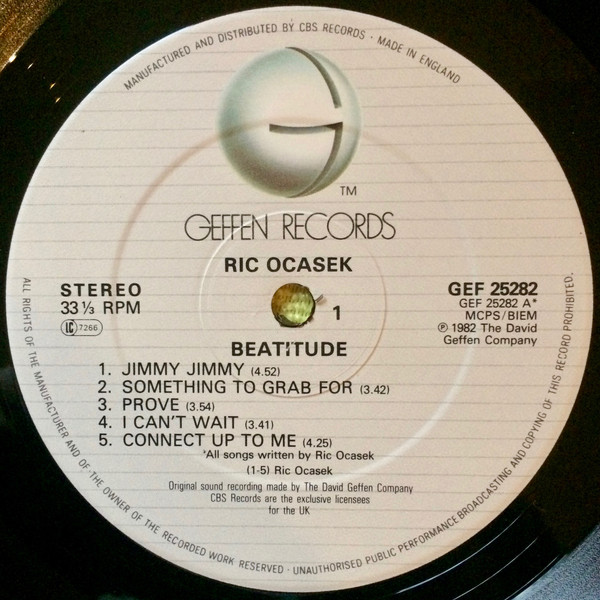 MANUFACTURED AND DISTRIBUTED BY CBS RECORDS · MADE IN ENGLAND
TM
GEFFEN RECORDS
RIC OCASEK
STEREO
33⅓ RPM
LC 7266
1
GEF 25282
GEF 25282 A*
MCPS/BIEM
℗ 1982 The David
Geffen Company
BEATITUDE
1. JIMMY JIMMY (4.52)
2. SOMETHING TO GRAB FOR (3.42)
3. PROVE (3.54)
4. I CAN'T WAIT (3.41)
5. CONNECT UP TO ME (4.25)
*All songs written by Ric Ocasek
(1-5) Ric Ocasek
Original sound recording made by The David Geffen Company
CBS Records are the exclusive licensees
for the UK
ALL RIGHTS OF THE MANUFACTURER AND OF THE OWNER OF THE RECORDED WORK RESERVED · UNAUTHORISED PUBLIC PERFORMANCE BROADCASTING AND COPYING OF THIS RECORD PROHIBITED.